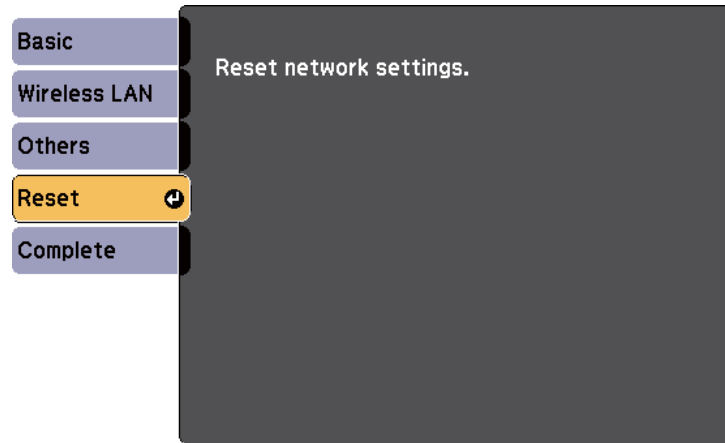 Basic
Reset network settings.
Wireless LAN
Others
Reset
Complete